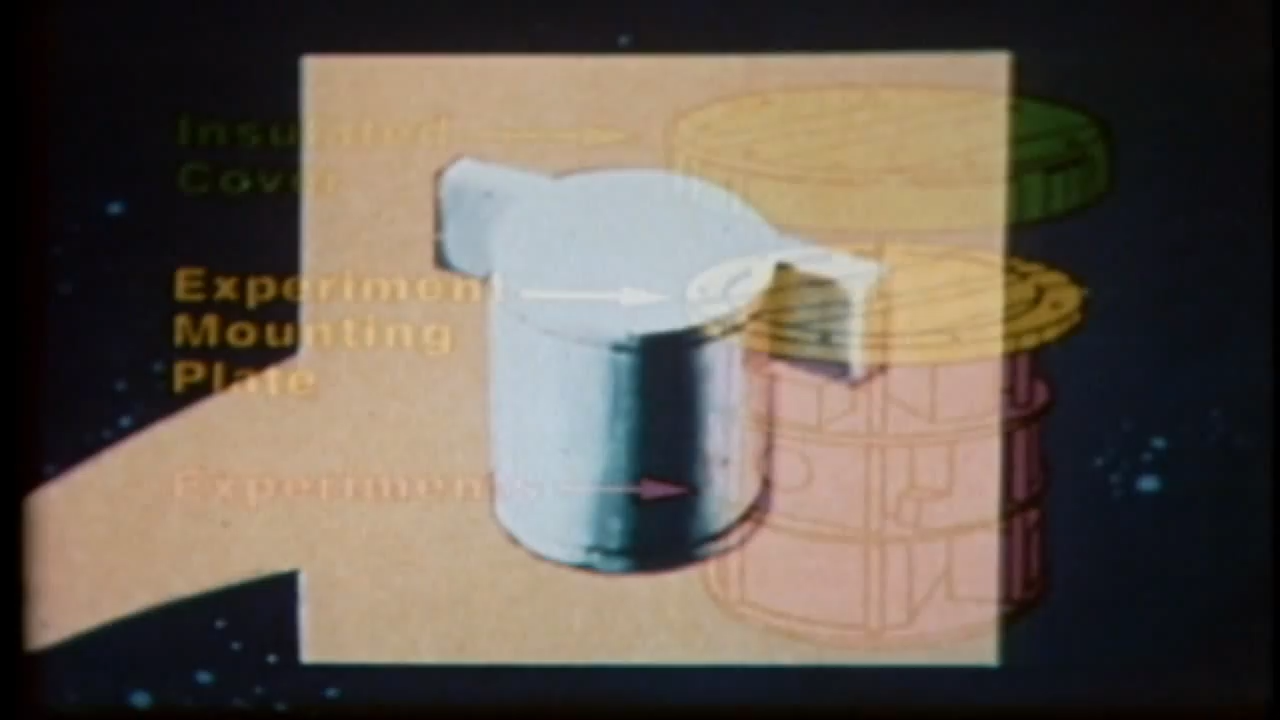 Insulated
Cover
Experiment
Mounting
Plate
Experiments